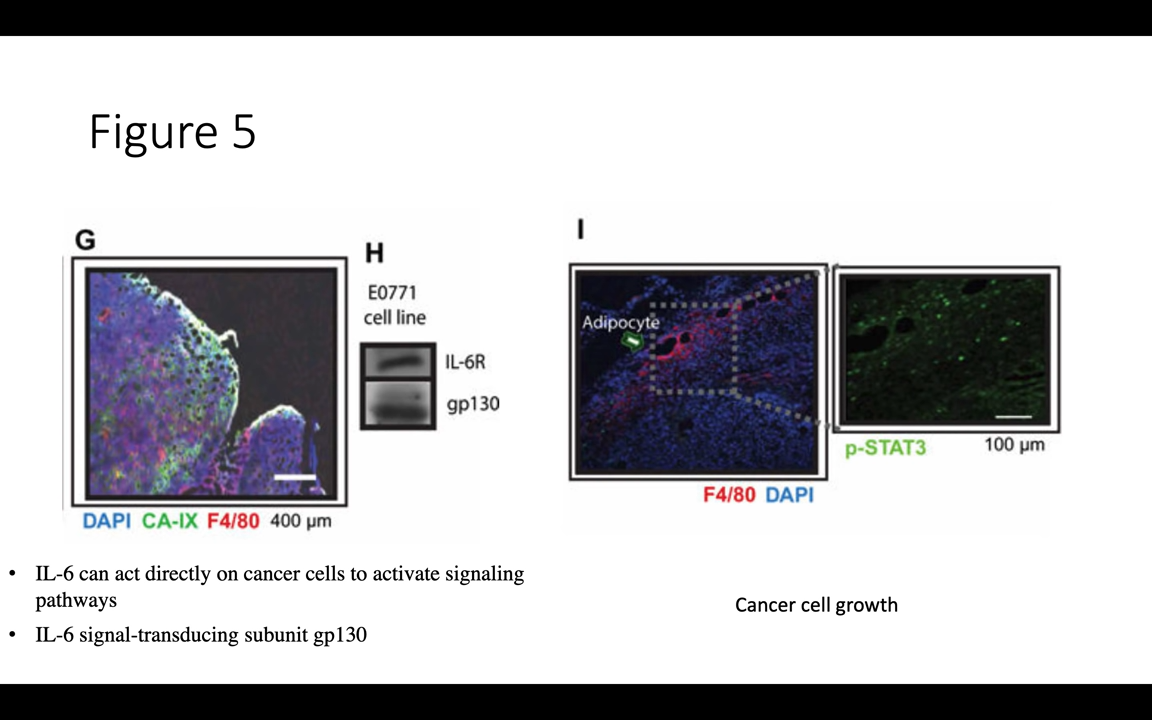 Figure 5
G
H
E0771
cell line
IL-6R
gp130
DAPI CA-IX F4/80 400 µm
I
Adipocyte
F4/80 DAPI
p-STAT3 100 µm
• IL-6 can act directly on cancer cells to activate signaling
pathways
• IL-6 signal-transducing subunit gp130
Cancer cell growth